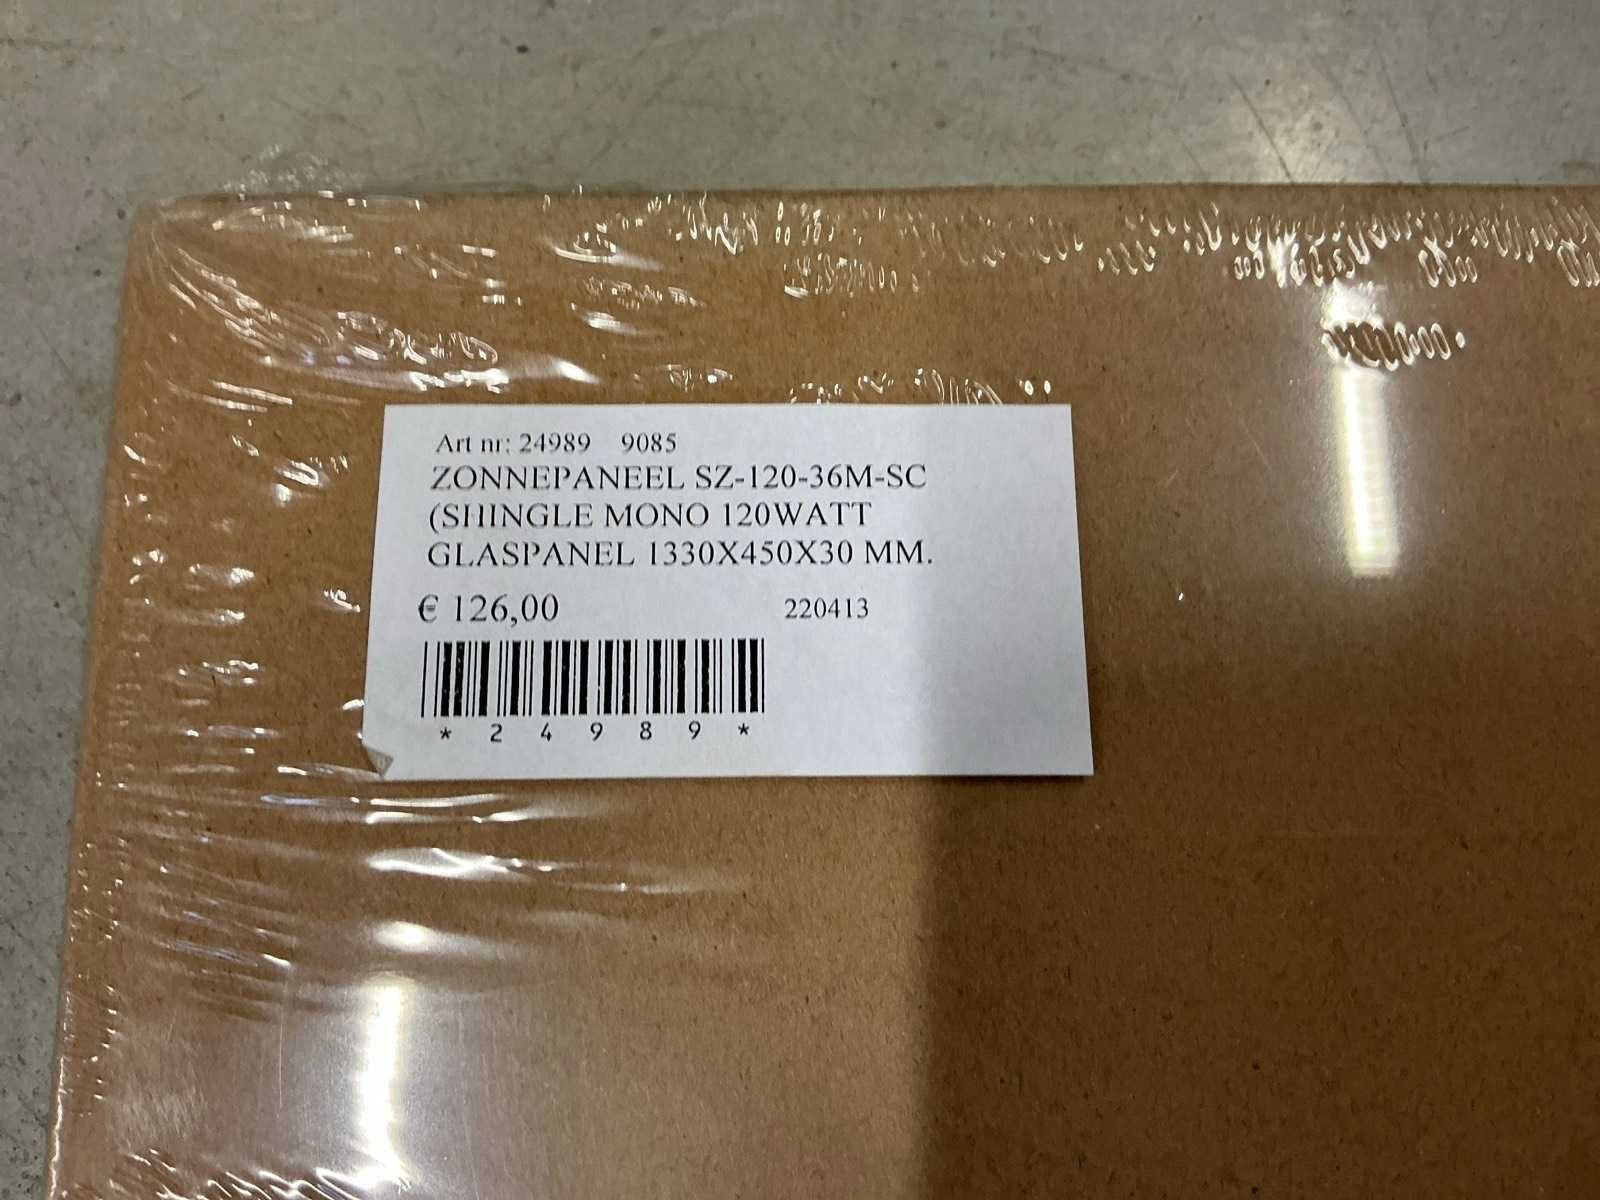 Art nr: 24989 9085
ZONNEPANEEL SZ-120-36M-SC
(SHINGLE MONO 120WATT
GLASPANEL 1330X450X30 MM.
€ 126,00 220413
* 2 4 9 8 9 *